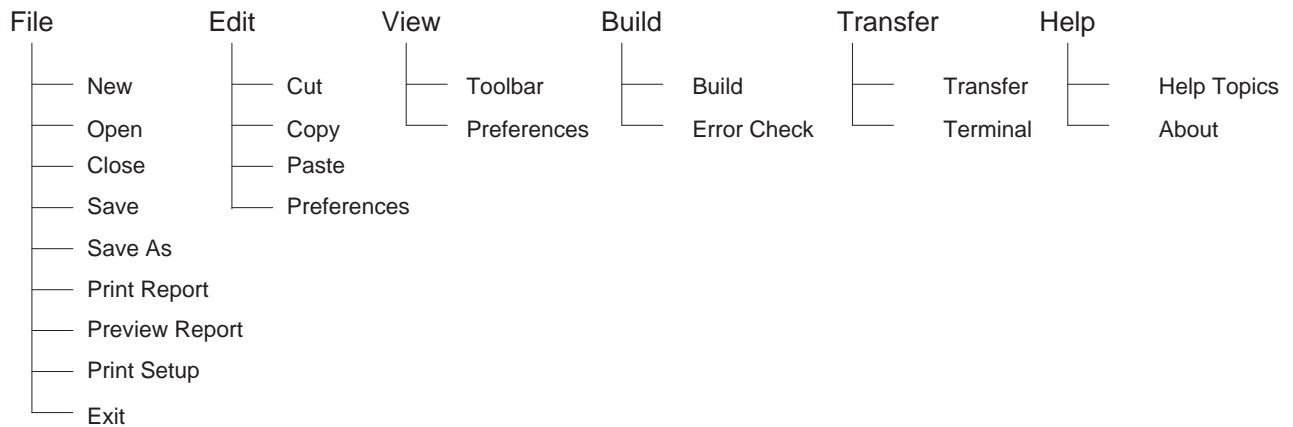 File Edit View Build Transfer Help
New Cut Toolbar Build Transfer Help Topics
Open Copy Preferences Error Check Terminal About
Close Paste
Save Preferences
Save As
Print Report
Preview Report
Print Setup
Exit